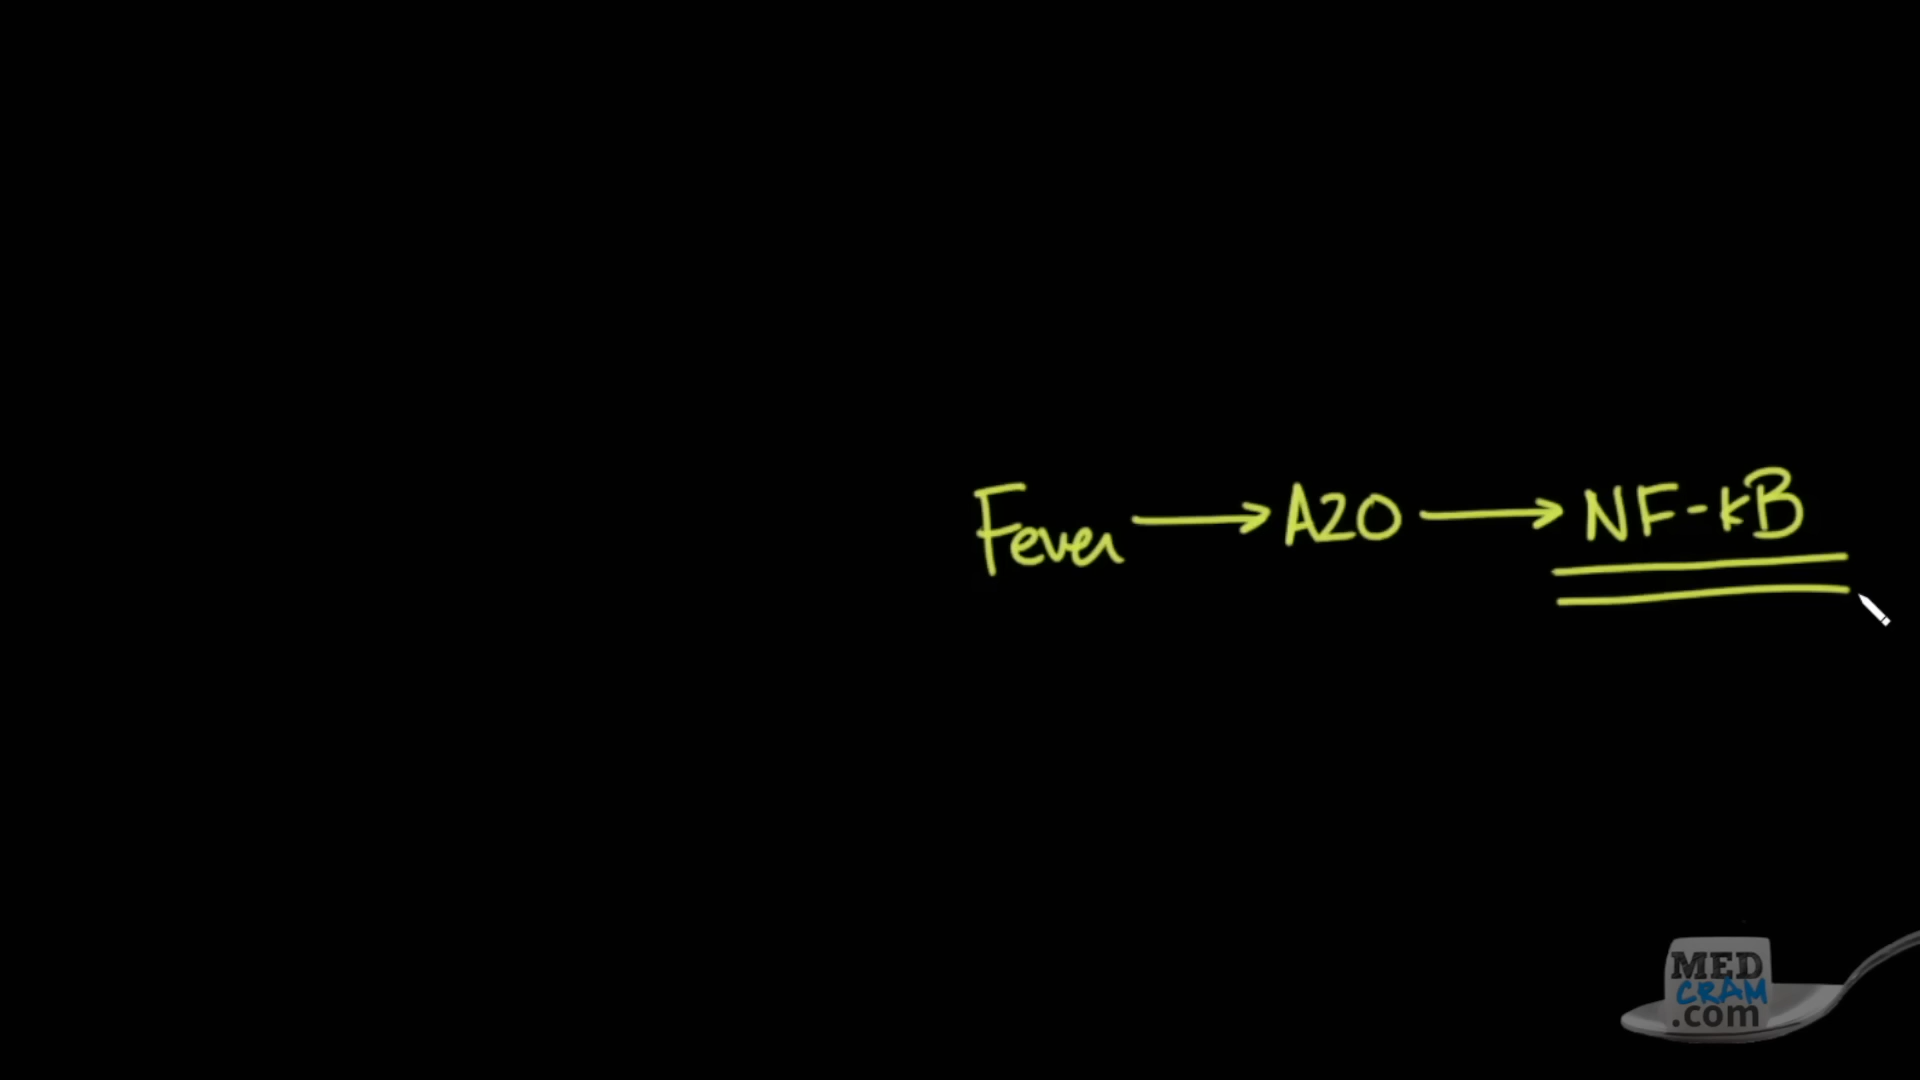 Fever → A20 → NF-kB
MED
CRAM
.com